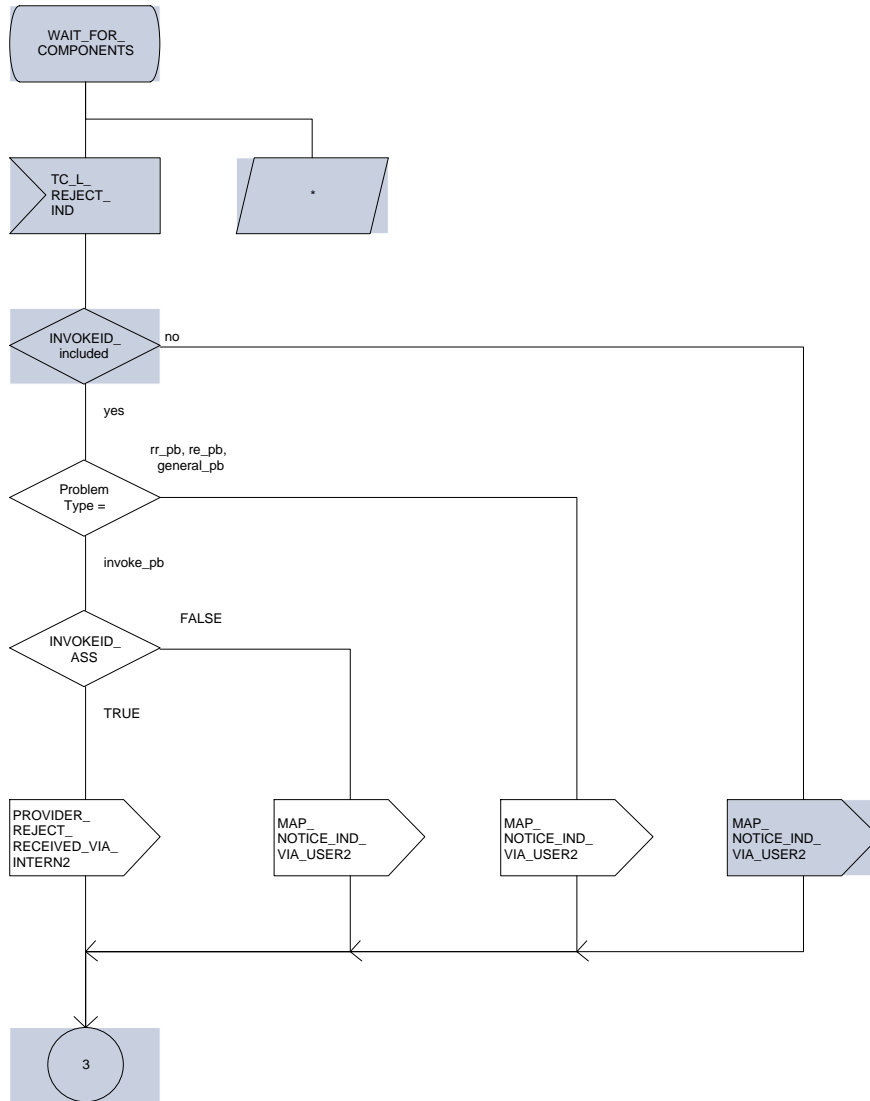 WAIT_FOR_
COMPONENTS
TC_L_
REJECT_
IND
*
INVOKEID_
included
no
yes
rr_pb, re_pb,
general_pb
Problem
Type =
invoke_pb
FALSE
INVOKEID_
ASS
TRUE
PROVIDER_
REJECT_
RECEIVED_VIA_
INTERN2
MAP_
NOTICE_IND_
VIA_USER2
MAP_
NOTICE_IND_
VIA_USER2
MAP_
NOTICE_IND_
VIA_USER2
3